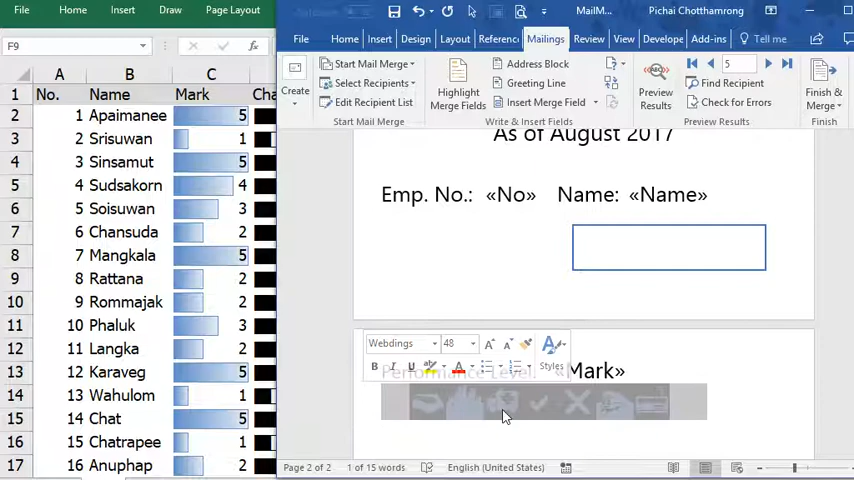 File Home Insert Draw Page Layout
F9
A B C
1 No. Name Mark Cha
2 1 Apaimanee 5
3 2 Srisuwan 1
4 3 Sinsamut 5
5 4 Sudsakorn 4
6 5 Soisuwan 3
7 6 Chansuda 2
8 7 Mangkala 5
9 8 Rattana 2
10 9 Rommajak 2
11 10 Phaluk 3
12 11 Langka 2
13 12 Karaveg 5
14 13 Wahulom 1
15 14 Chat 5
16 15 Chatrapee 1
17 16 Anuphap 2
MailM... Pichai Chotthamrong
File Home Insert Design Layout Referenc Mailings Review View Develope Add-ins Tell me
Create
Start Mail Merge
Select Recipients
Edit Recipient List
Start Mail Merge
Highlight
Merge Fields
Address Block
Greeting Line
Insert Merge Field
Write & Insert Fields
Preview
Results
5
Find Recipient
Check for Errors
Preview Results
Finish &
Merge
Finish
As of August 2017
Emp. No.: «No» Name: «Name»
Webdings 48
B I U A Styles
Performance Level: «Mark»
Page 2 of 2 1 of 15 words English (United States)